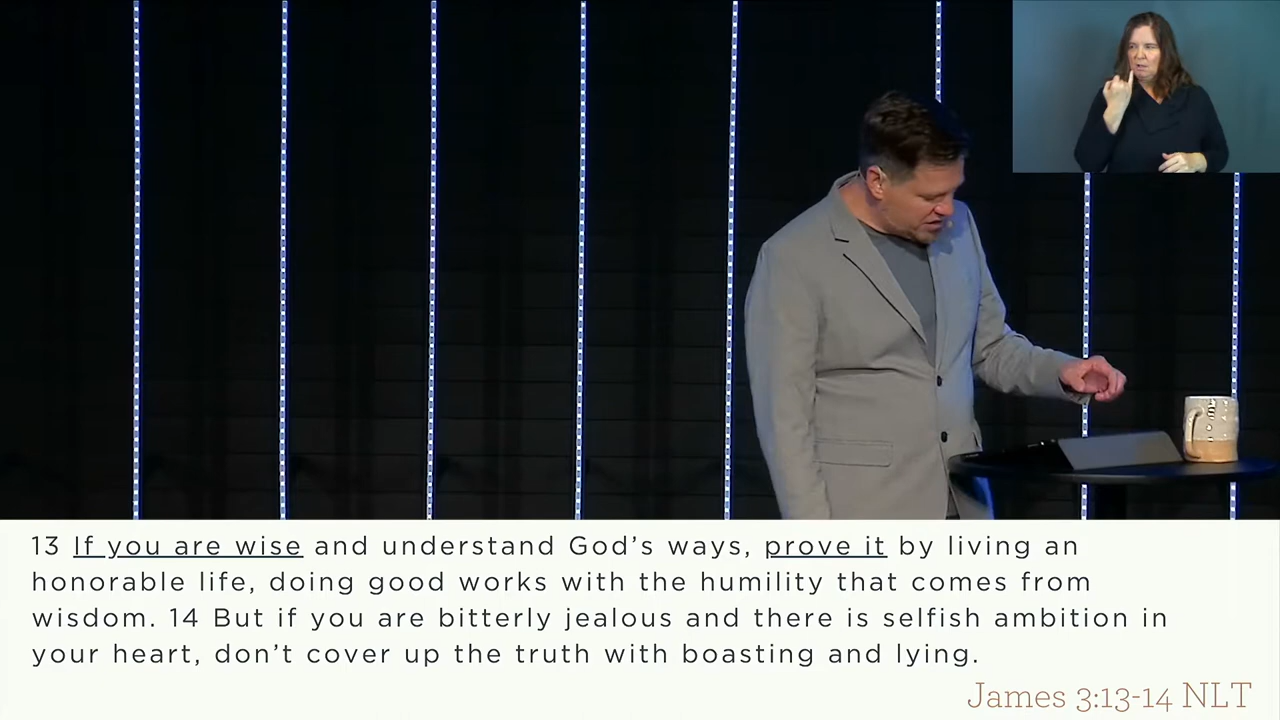 13 If you are wise and understand God’s ways, prove it by living an
honorable life, doing good works with the humility that comes from
wisdom. 14 But if you are bitterly jealous and there is selfish ambition in
your heart, don’t cover up the truth with boasting and lying.
James 3:13-14 NLT